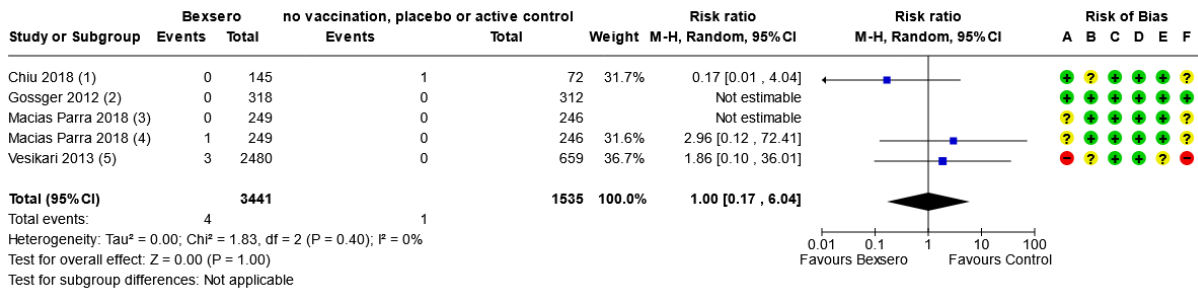 Bexsero no vaccination, placebo or active control Risk ratio Risk ratio Risk of Bias
Study or Subgroup Events Total Events Total Weight M-H, Random, 95% CI M-H, Random, 95% CI A B C D E F
Chiu 2018 (1) 0 145 1 72 31.7% 0.17 [0.01 , 4.04] + ? + + + ?
Gossger 2012 (2) 0 318 0 312 Not estimable + + + + + +
Macias Parra 2018 (3) 0 249 0 246 Not estimable ? + + + + ?
Macias Parra 2018 (4) 1 249 0 246 31.6% 2.96 [0.12 , 72.41] ? + + + + ?
Vesikari 2013 (5) 3 2480 0 659 36.7% 1.86 [0.10 , 36.01] − ? + + ? −
Total (95% CI) 3441 1535 100.0% 1.00 [0.17 , 6.04]
Total events: 4 1
Heterogeneity: Tau² = 0.00; Chi² = 1.83, df = 2 (P = 0.40); I² = 0%
0.01 0.1 1 10 100
Test for overall effect: Z = 0.00 (P = 1.00)
Favours Bexsero Favours Control
Test for subgroup differences: Not applicable